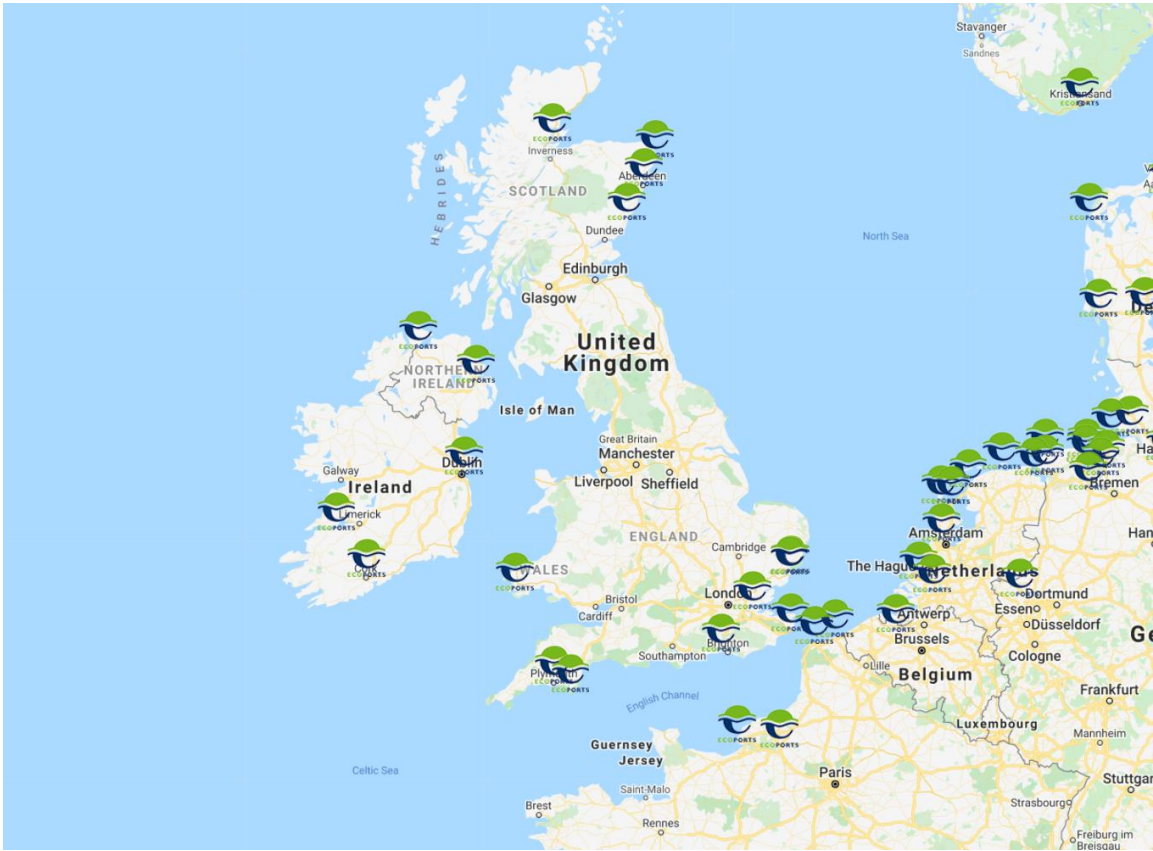 Stavanger
Sandnes
Kristiansand
ECOPORTS
ECOPORTS
Inverness
Aberdeen
SCOTLAND
ECOPORTS
HEBRIDES
Dundee
North Sea
Edinburgh
Glasgow
United
Kingdom
ECOPORTS
ECOPORTS
NORTHERN
IRELAND
ECOPORTS
Isle of Man
Great Britain
Manchester
Liverpool
Sheffield
Dublin
ECOPORTS
Galway
Ireland
Limerick
ECOPORTS
Bremen
ENGLAND
Amsterdam
Cambridge
WALES
ECOPORTS
The Hague
Netherlands
Cork
ECOPORTS
London
ECOPORTS
Bristol
Cardiff
Dortmund
Essen
Düsseldorf
Antwerp
ECOPORTS
Brussels
Brighton
ECOPORTS
Southampton
Cologne
Lille
Belgium
Plymouth
ECOPORTS
Frankfurt
English Channel
Luxembourg
Mannheim
ECOPORTS
ECOPORTS
Guernsey
Jersey
Celtic Sea
Paris
Saint-Malo
Strasbourg
Brest
Rennes
Freiburg im
Breisgau